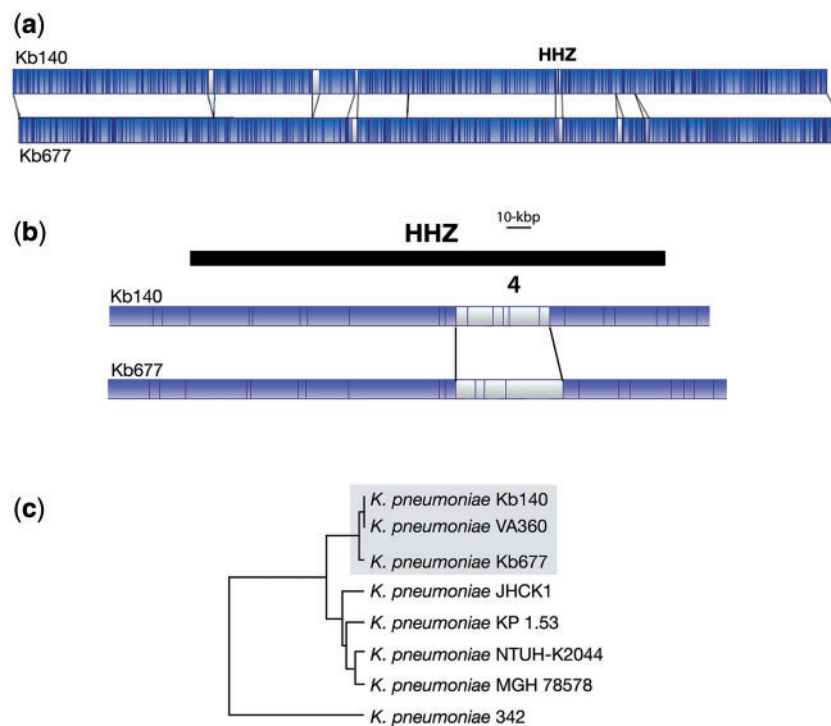 (a)
Kb140
HHZ
Kb677
(b)
10-kbp
HHZ
4
Kb140
Kb677
(c)
K. pneumoniae Kb140
K. pneumoniae VA360
K. pneumoniae Kb677
K. pneumoniae JHCK1
K. pneumoniae KP 1.53
K. pneumoniae NTUH-K2044
K. pneumoniae MGH 78578
K. pneumoniae 342